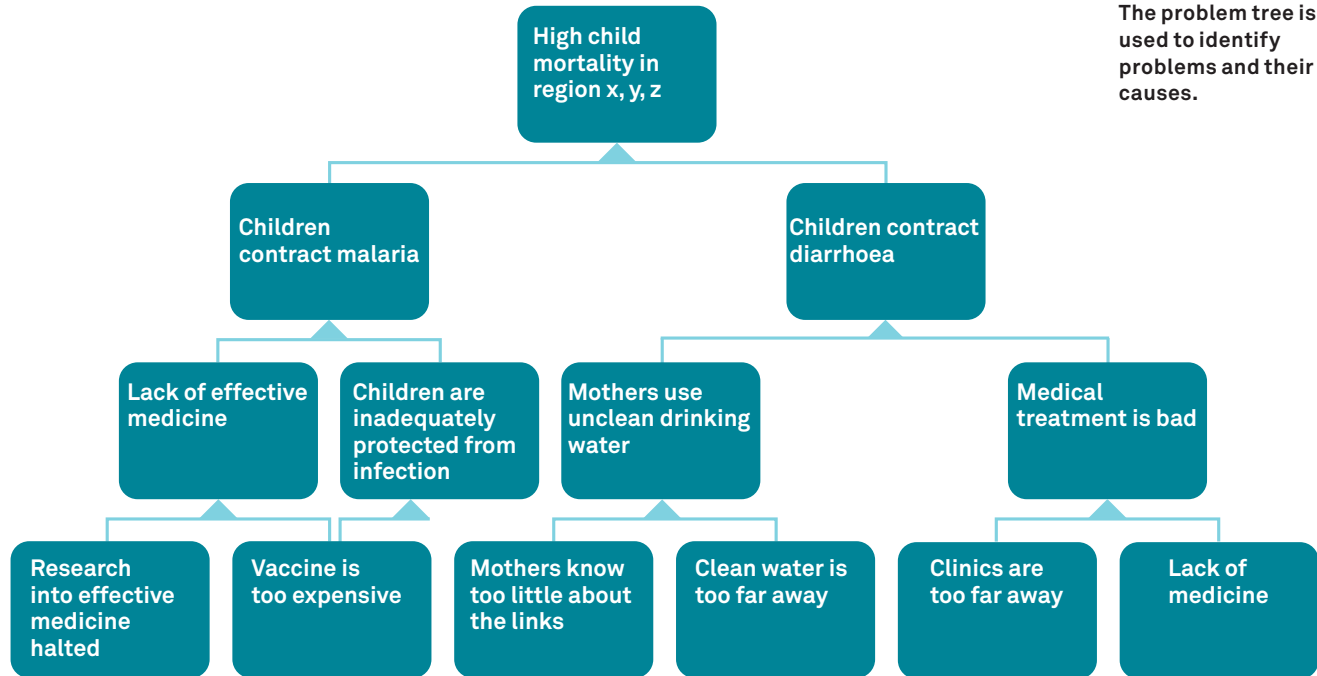 The problem tree is
used to identify
problems and their
causes.
High child
mortality in
region x, y, z
Children
contract malaria
Children contract
diarrhoea
Lack of effective
medicine
Children are
inadequately
protected from
infection
Mothers use
unclean drinking
water
Medical
treatment is bad
Research
into effective
medicine
halted
Vaccine is
too expensive
Mothers know
too little about
the links
Clean water is
too far away
Clinics are
too far away
Lack of
medicine